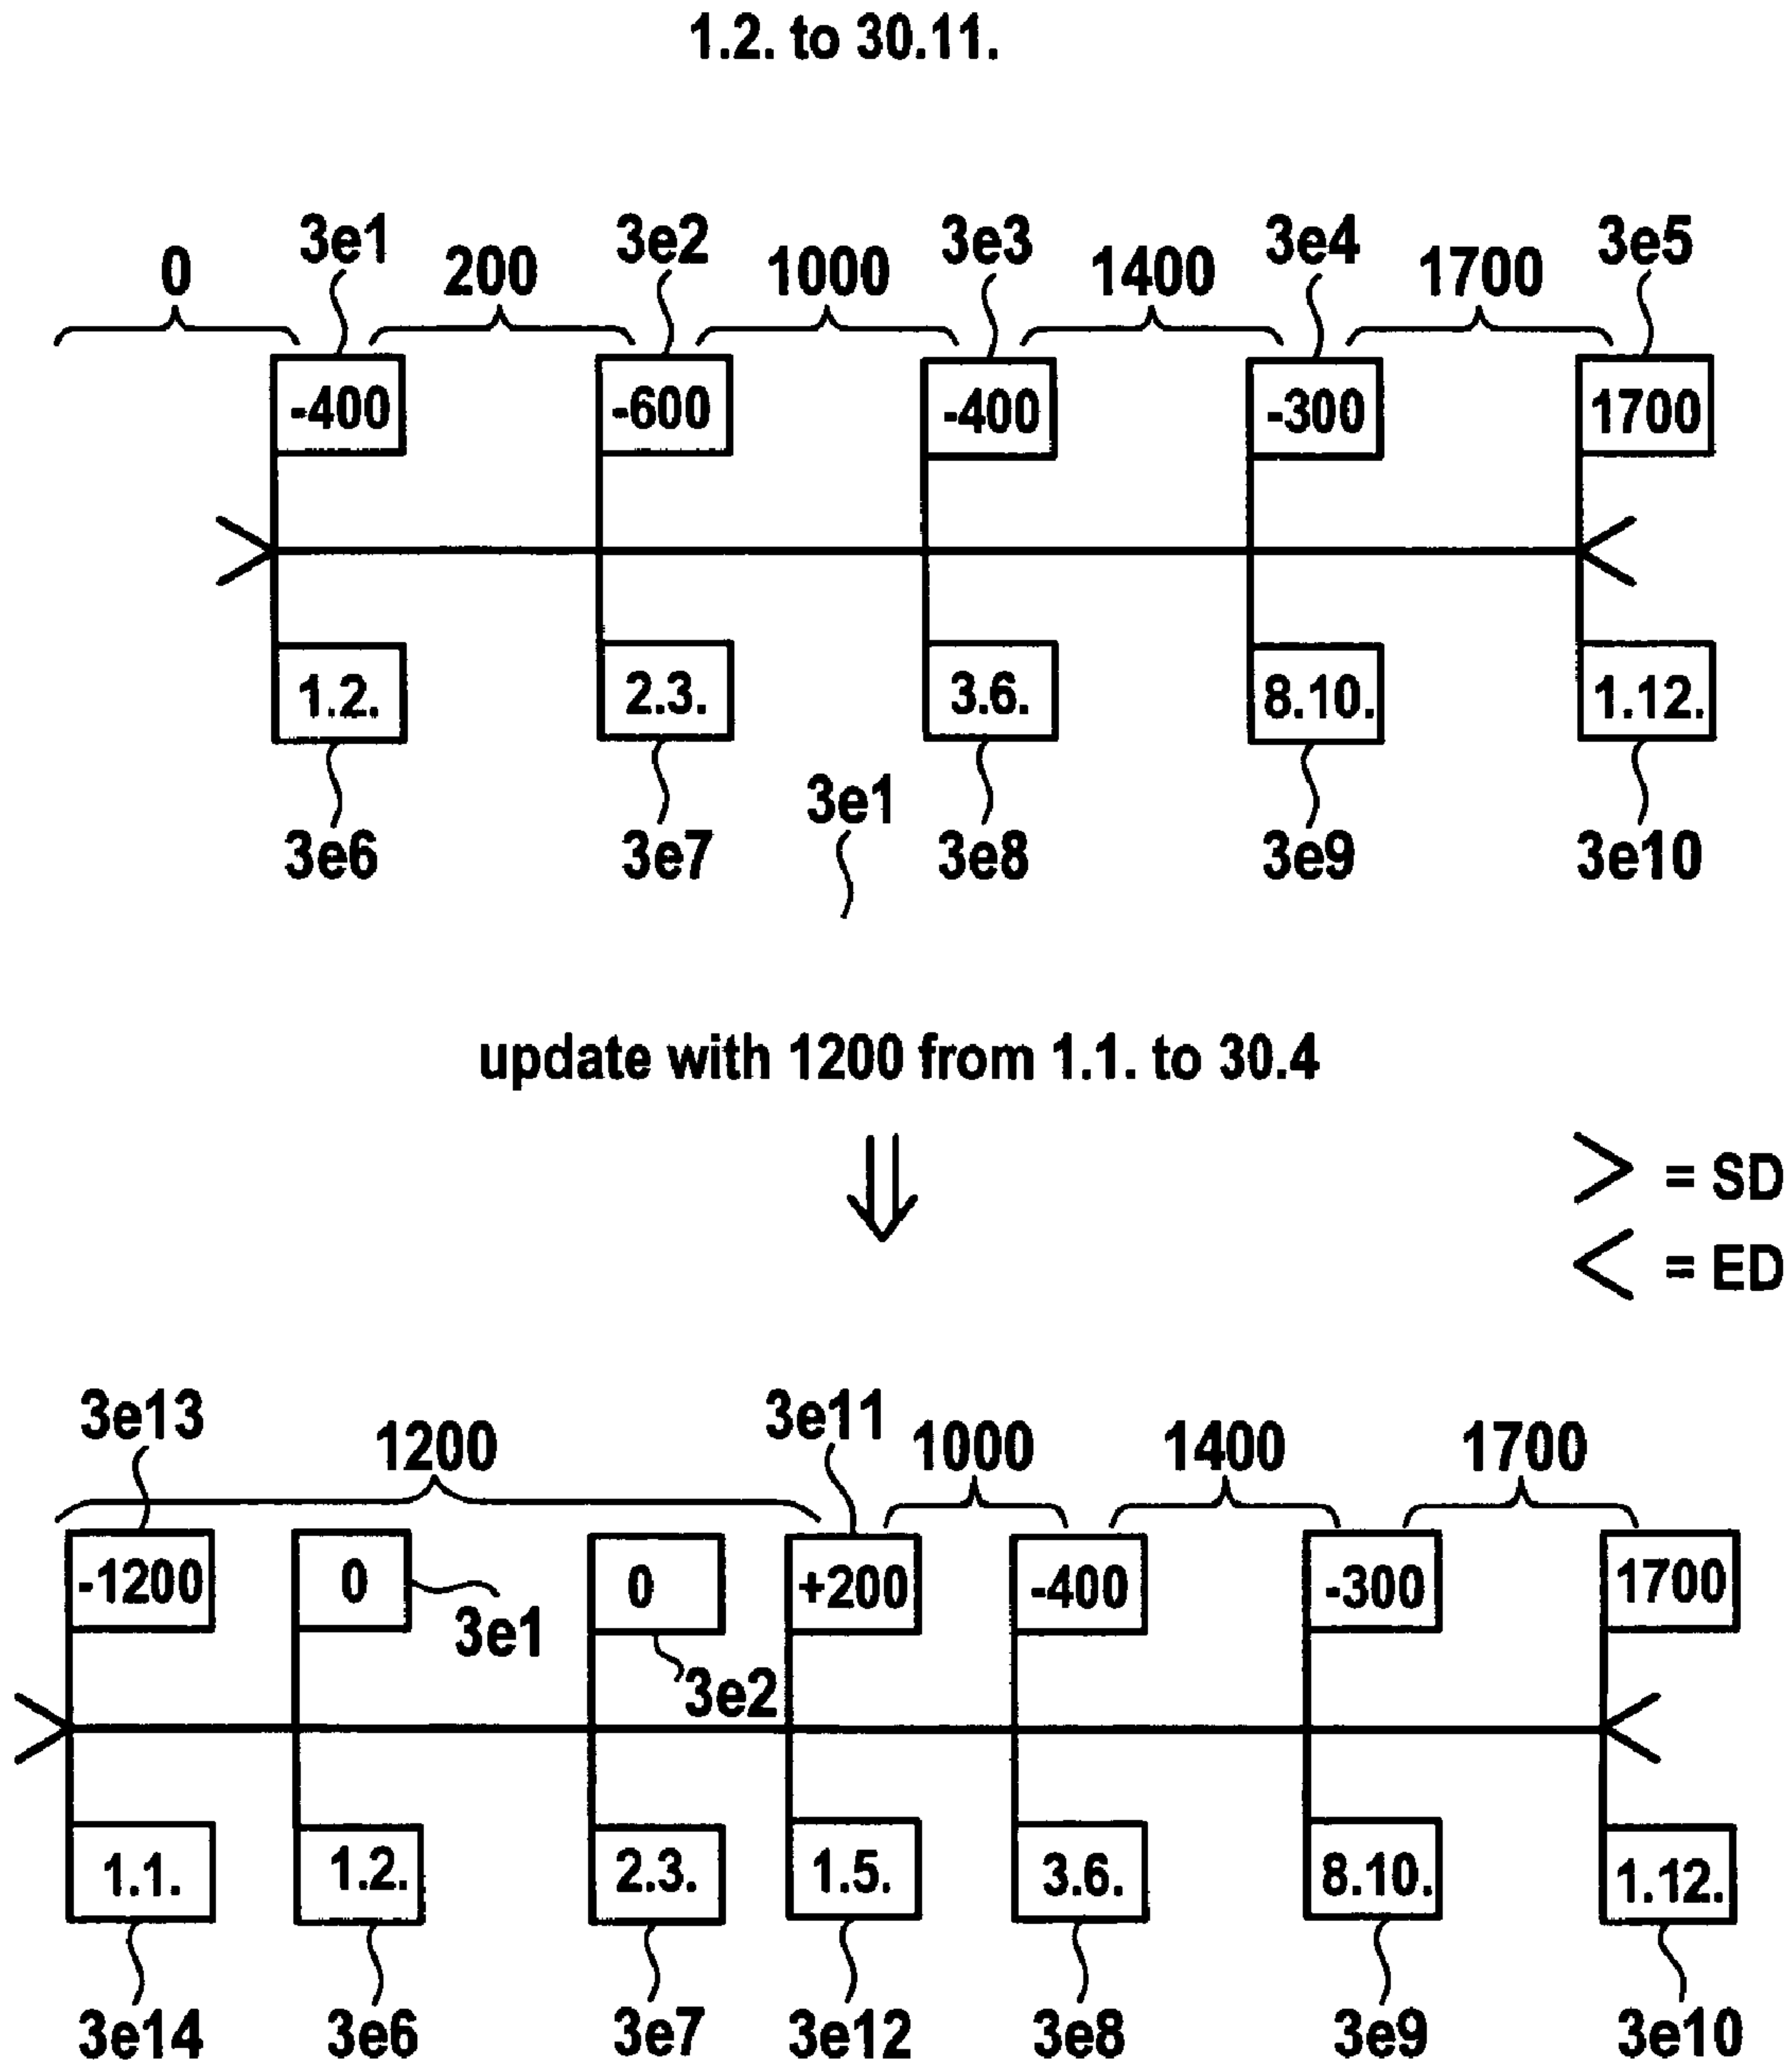 1.2. to 30.11.
3e1 3e2 3e3 3e4 3e5
0 200 1000 1400 1700
-400 -600 -400 -300 1700
1.2. 2.3. 3.6. 8.10. 1.12.
3e1
3e6 3e7 3e8 3e9 3e10
update with 1200 from 1.1. to 30.4
= SD
= ED
3e13 3e11
1200 1000 1400 1700
-1200 0 0 +200 -400 -300 1700
3e1
3e2
1.1. 1.2. 2.3. 1.5. 3.6. 8.10. 1.12.
3e14 3e6 3e7 3e12 3e8 3e9 3e10